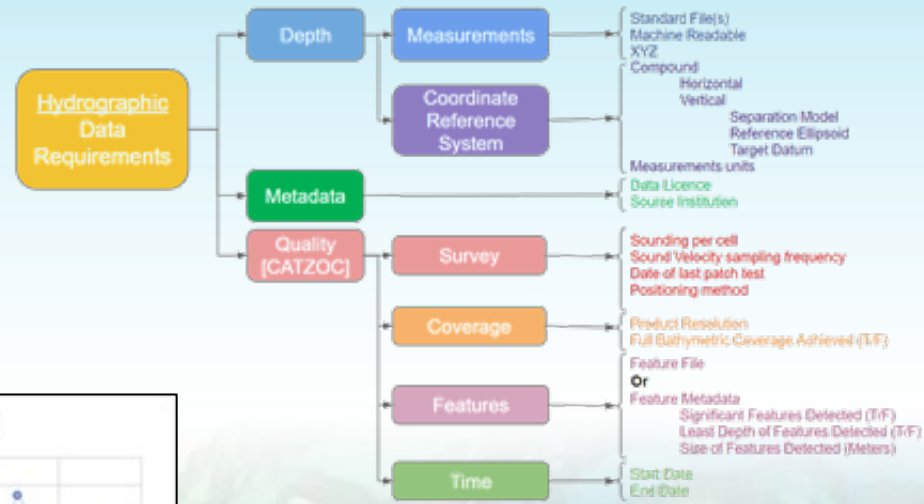 Hydrographic
Data
Requirements
Depth
Measurements
Standard File(s)
Machine Readable
XYZ
Coordinate
Reference
System
Compound
Horizontal
Vertical
Separation Model
Reference Ellipsoid
Target Datum
Measurements units
Metadata
Data Licence
Source Institution
Quality
[CATZOC]
Survey
Sounding per cell
Sound Velocity sampling frequency
Date of last patch test
Positioning method
Coverage
Product Resolution
Full Bathymetric Coverage Achieved (T/F)
Features
Feature File
Or
Feature Metadata
Significant Features Detected (T/F)
Least Depth of Features Detected (T/F)
Size of Features Detected (Meters)
Time
Start Date
End Date